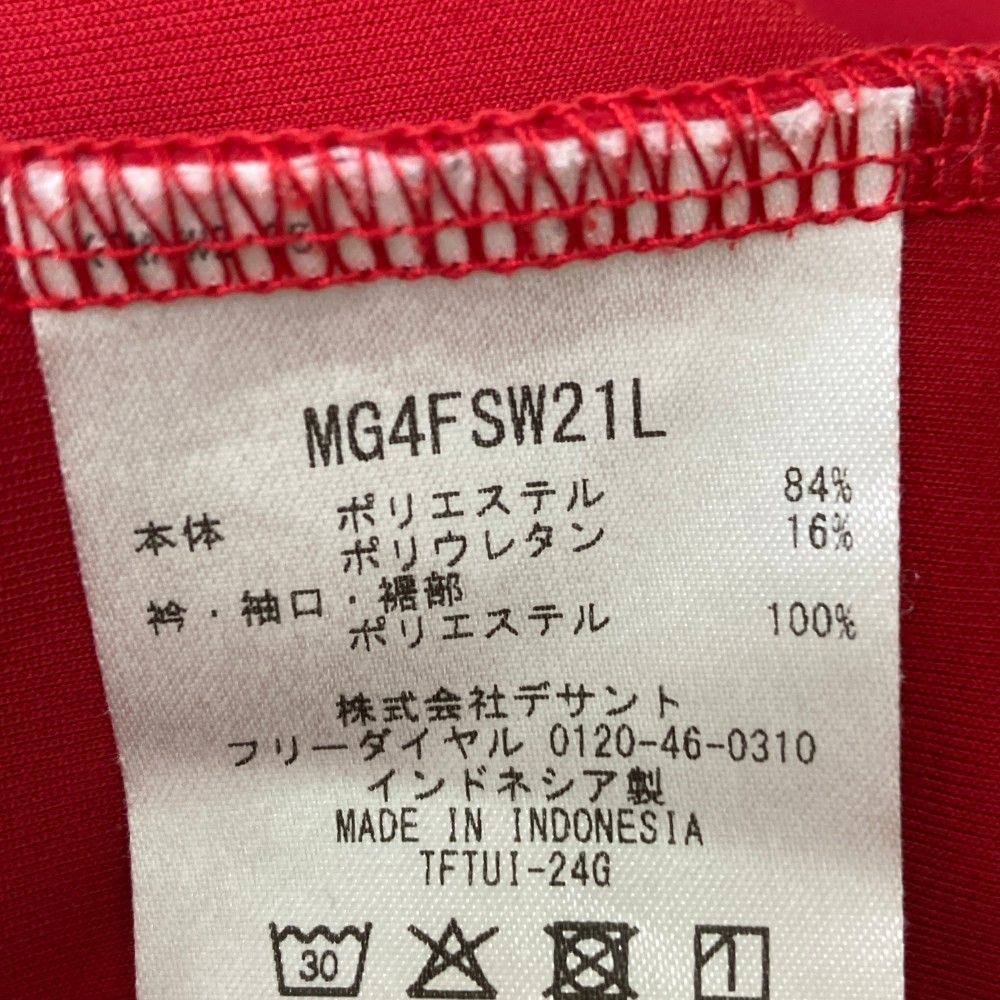 MG4FSW21L
本体 ポリエステル 84%
ポリウレタン 16%
衿・袖口・裾部
ポリエステル 100%
株式会社デサント
フリーダイヤル 0120-46-0310
インドネシア製
MADE IN INDONESIA
TFTUI-24G
30